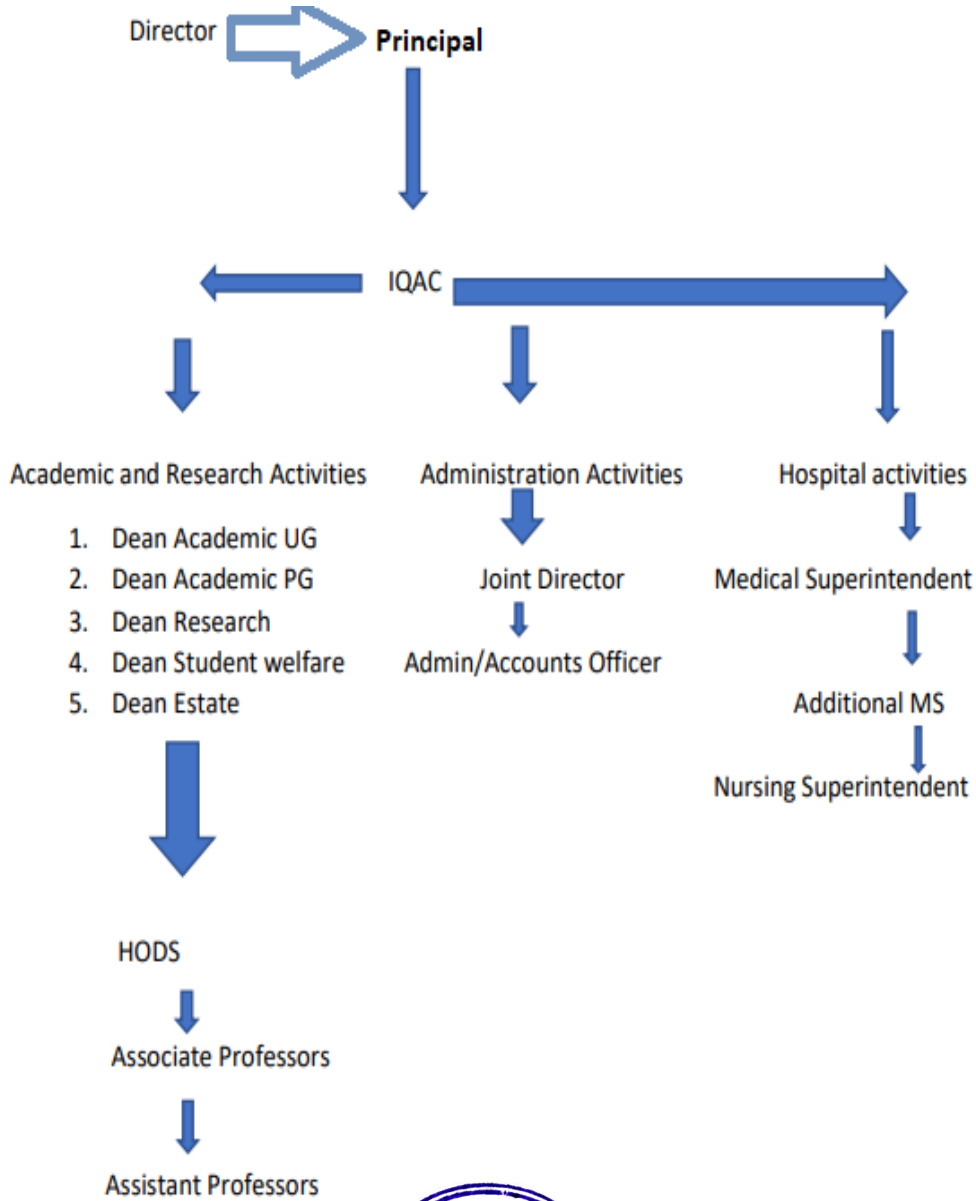 Director
Principal
IQAC
Academic and Research Activities
1. Dean Academic UG
2. Dean Academic PG
3. Dean Research
4. Dean Student welfare
5. Dean Estate
HODS
Associate Professors
Assistant Professors
Administration Activities
Joint Director
Admin/Accounts Officer
Hospital activities
Medical Superintendent
Additional MS
Nursing Superintendent